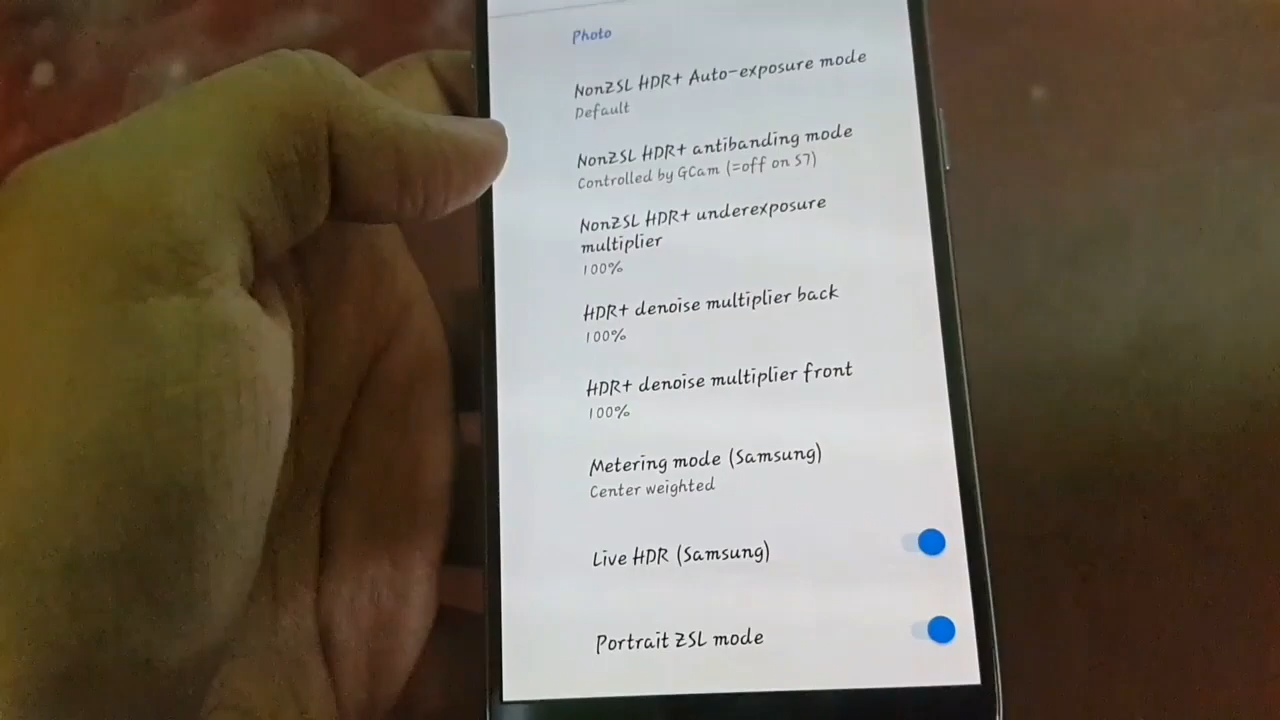 Photo
NonZSL HDR+ Auto-exposure mode
Default
NonZSL HDR+ antibanding mode
Controlled by GCam (=off on S7)
NonZSL HDR+ underexposure
multiplier
100%
HDR+ denoise multiplier back
100%
HDR+ denoise multiplier front
100%
Metering mode (Samsung)
Center weighted
Live HDR (Samsung)
Portrait ZSL mode